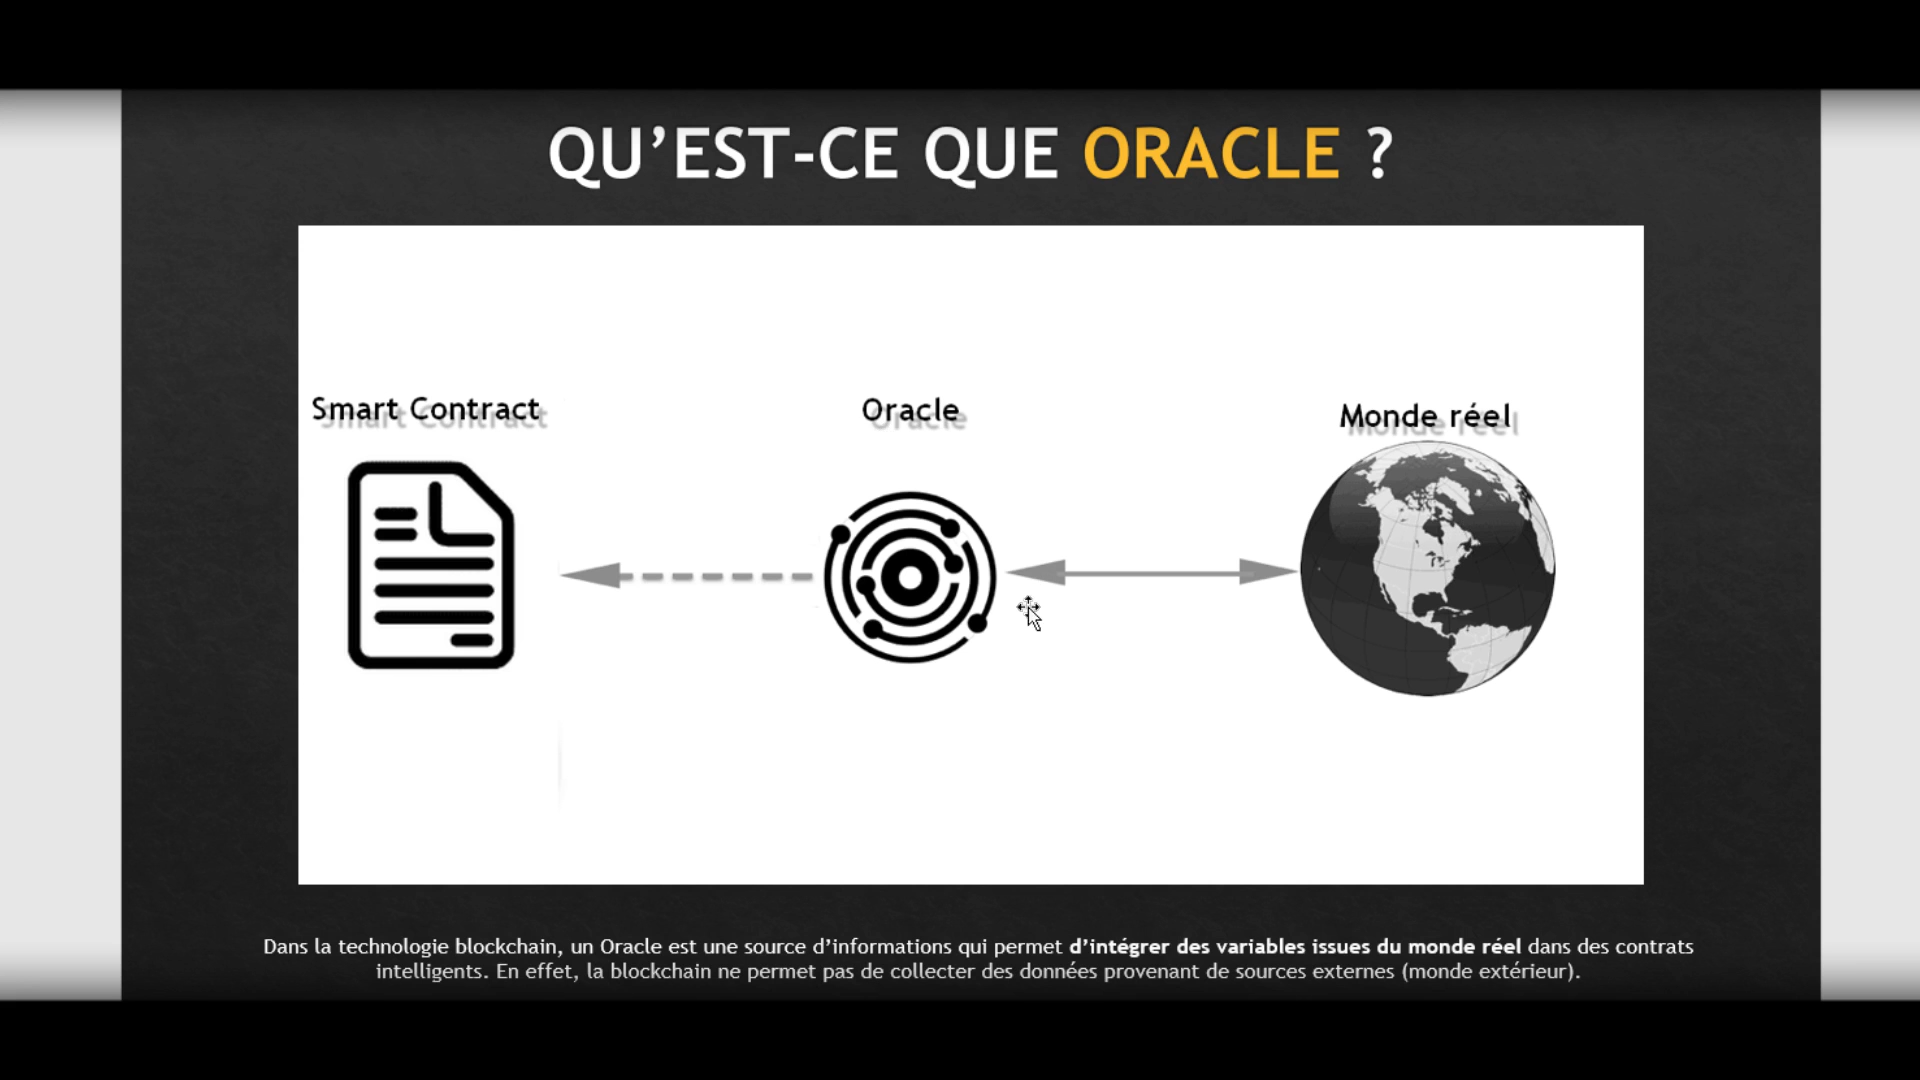 QU’EST-CE QUE ORACLE ?
Smart Contract
Oracle
Monde réel
Dans la technologie blockchain, un Oracle est une source d’informations qui permet d’intégrer des variables issues du monde réel dans des contrats
intelligents. En effet, la blockchain ne permet pas de collecter des données provenant de sources externes (monde extérieur).